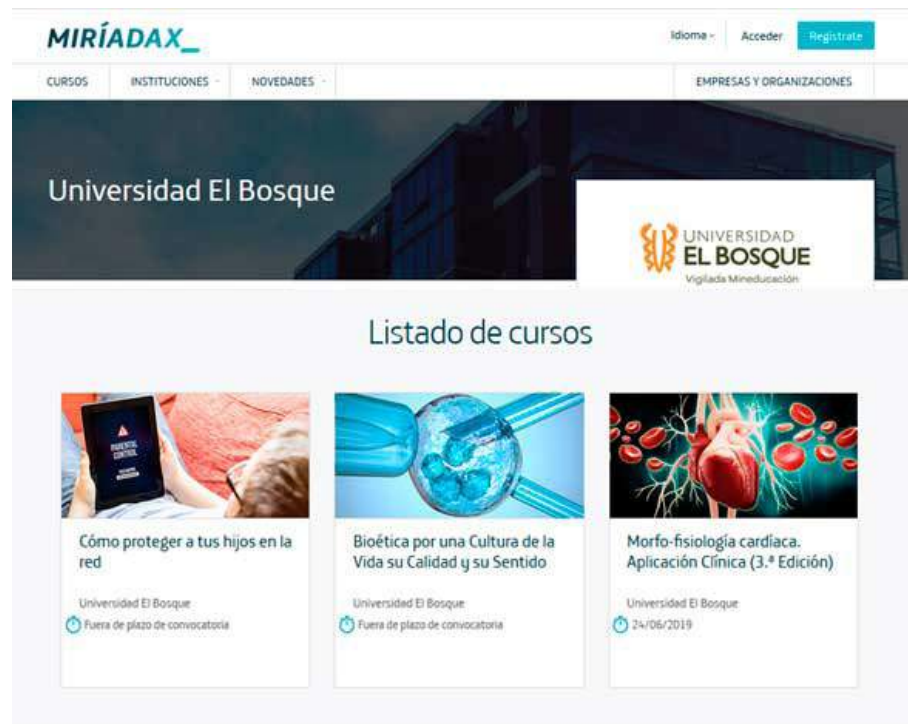 MIRÍADAX_
Idioma
Acceder
Regístrate
CURSOS
INSTITUCIONES
NOVEDADES
EMPRESAS Y ORGANIZACIONES
Universidad El Bosque
UNIVERSIDAD
EL BOSQUE
Vigilada Mineducación
Listado de cursos
PARENTAL
CONTROL
Cómo proteger a tus hijos en la
red
Universidad El Bosque
Fuera de plazo de convocatoria
Bioética por una Cultura de la
Vida su Calidad y su Sentido
Universidad El Bosque
Fuera de plazo de convocatoria
Morfo-fisiología cardíaca.
Aplicación Clínica (3.ª Edición)
Universidad El Bosque
24/06/2019